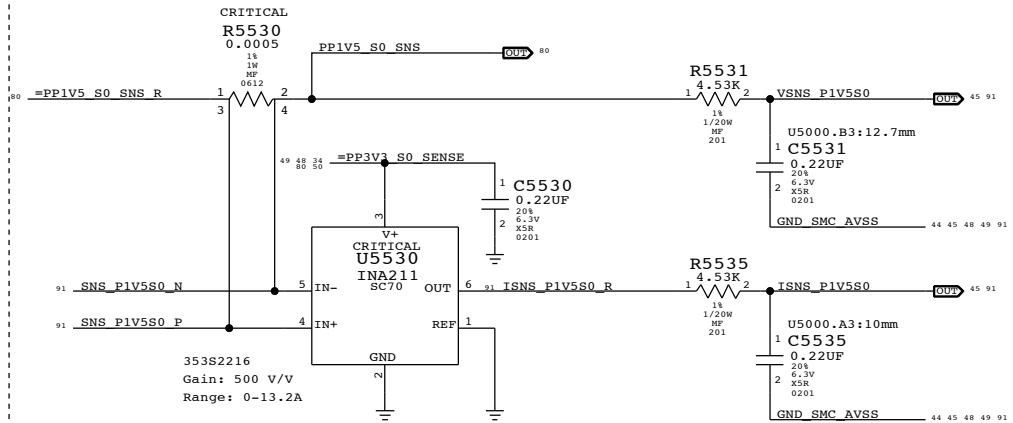 CRITICAL
R5530
0.0005
1%
1W
MF
0612
PP1V5_S0_SNS
OUT 80
80 =PP1V5_S0_SNS_R
1 2
3 4
R5531
4.53K
1 2
1%
1/20W
MF
201
VSNS_P1V5S0
OUT 45 91
U5000.B3:12.7mm
1
C5531
0.22UF
20%
6.3V
X5R
0201
2
GND_SMC_AVSS
44 45 48 49 91
49 48 34
80 50
=PP3V3_S0_SENSE
1
C5530
0.22UF
20%
6.3V
X5R
0201
2
3
V+
CRITICAL
U5530
INA211
SC70
91 SNS_P1V5S0_N
5 IN-
OUT 6
91 ISNS_P1V5S0_R
91 SNS_P1V5S0_P
4 IN+
REF 1
GND
2
353S2216
Gain: 500 V/V
Range: 0-13.2A
R5535
4.53K
1 2
1%
1/20W
MF
201
ISNS_P1V5S0
OUT 45 91
U5000.A3:10mm
1
C5535
0.22UF
20%
6.3V
X5R
0201
2
GND_SMC_AVSS
44 45 48 49 91